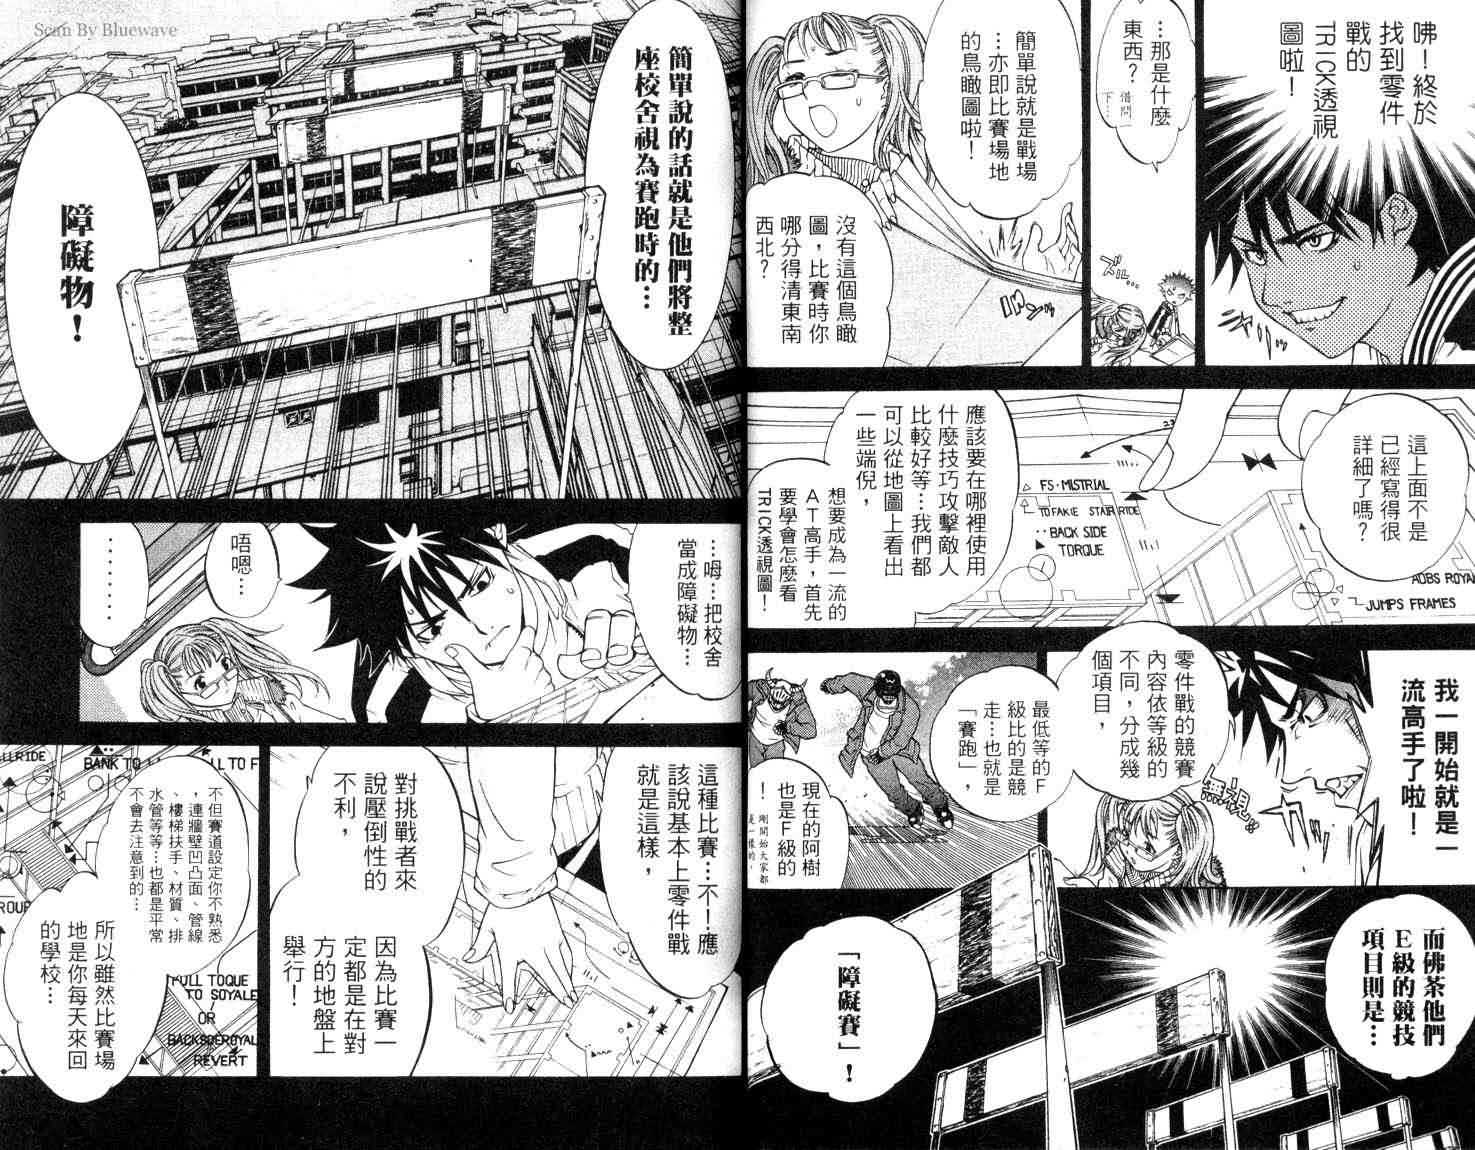 Scan By Bluewave
咈！終於
找到零件
戰的
TRICK透視
圖啦！
…那是什麼
東西？
借問
下…
簡單說就是戰場
…亦即比賽場地
的鳥瞰圖啦！
沒有這個鳥瞰
圖，比賽時你
哪分得清東南
西北？
這上面不是
已經寫得很
詳細了嗎？
應該要在哪裡使用
什麼技巧攻擊敵人
比較好等…我們都
可以從地圖上看出
一些端倪，
想要成為一流的
AT高手，首先
要學會怎麼看
TRICK透視圖！
FS・MISTRIAL
TO FAKIE STAIR RIDE
BACK SIDE
TORQUE
AOBS ROYAL
JUMPS FRAMES
我一開始就是一
流高手了啦！
無視
零件戰的競賽
內容依等級的
不同，分成幾
個項目，
最低等的F
級比的是競
走…也就是
「賽跑」，
現在的阿樹
也是F級的
！
剛開始大家都
是一樣的。
而佛茶他們
E級的競技
項目則是…
「障礙賽」！
簡單說的話就是他們將整
座校舍視為賽跑時的…
障礙物！
…呣…把校舍
當成障礙物…
唔嗯…
………
這種比賽…不！應
該說基本上零件戰
就是這樣，
對挑戰者來
說壓倒性的
不利，
因為比賽一
定都是在對
方的地盤上
舉行！
不但賽道設定你不熟悉
，連牆壁凹凸面、管線
、樓梯扶手、材質、排
水管等等…也都是平常
不會去注意到的…
所以雖然比賽場
地是你每天來回
的學校…
BANK TO
TO SOYALE
OR
REVERT